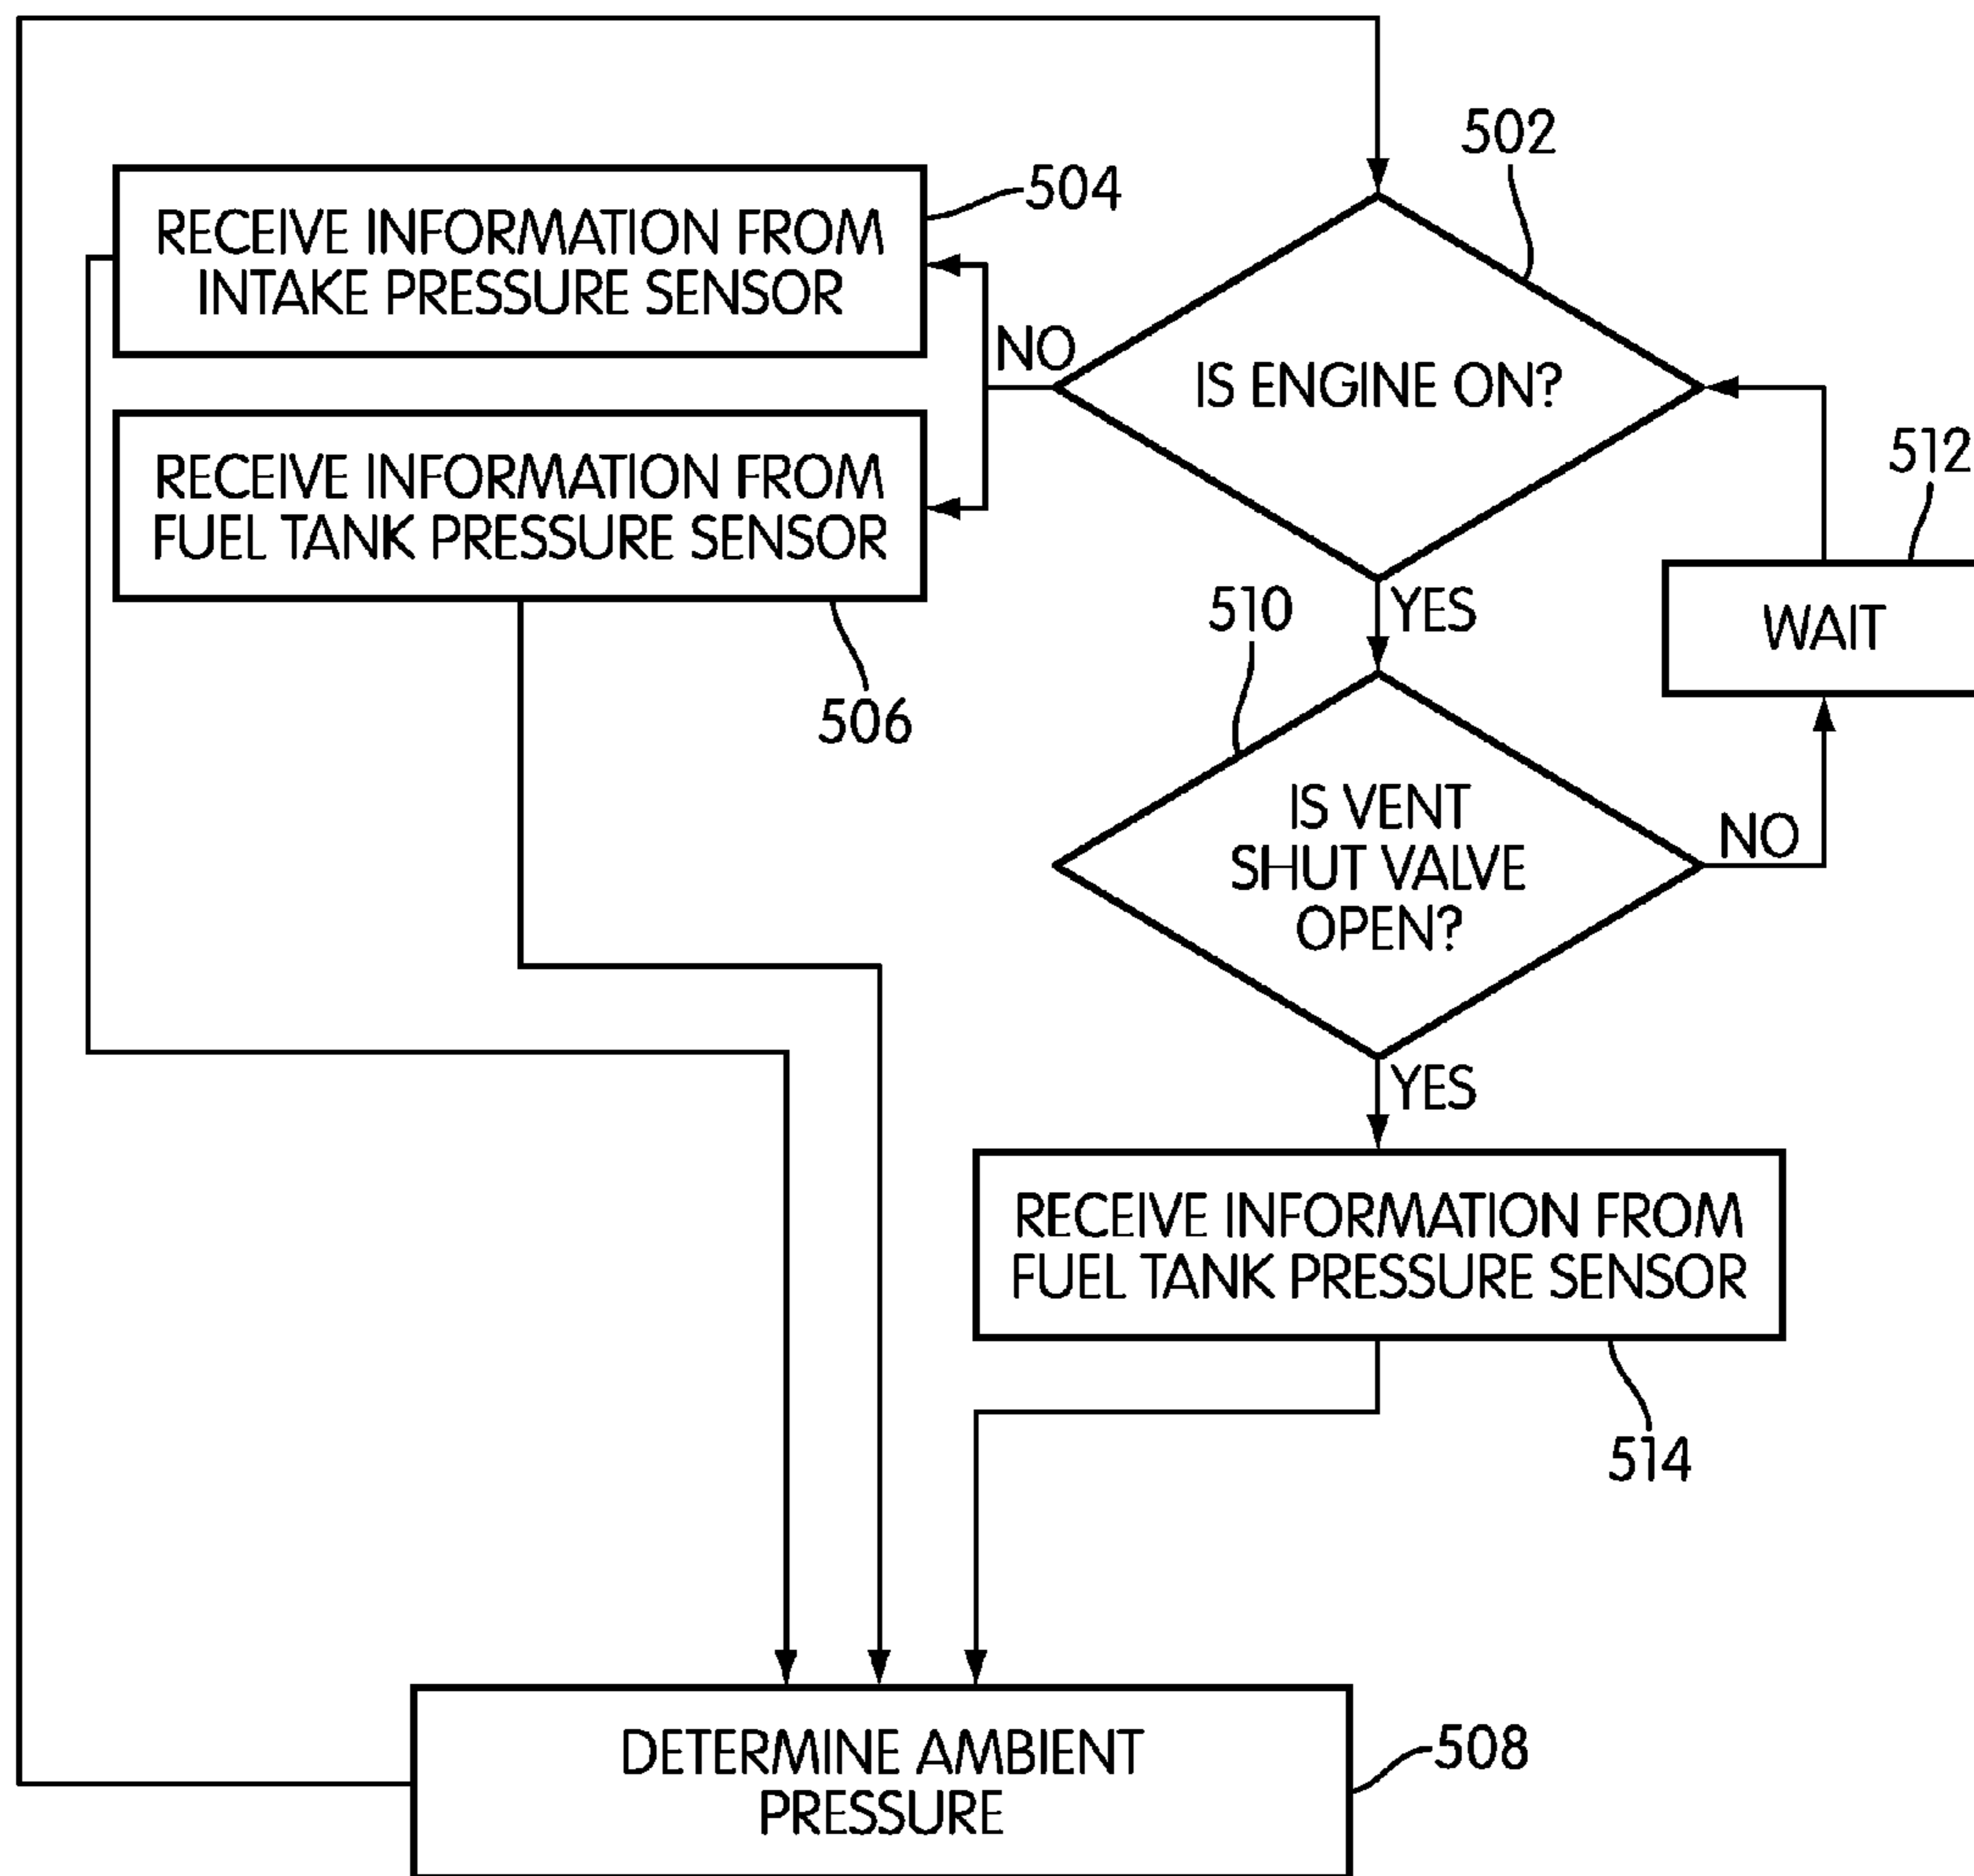 502
504
RECEIVE INFORMATION FROM
INTAKE PRESSURE SENSOR
NO
IS ENGINE ON?
512
RECEIVE INFORMATION FROM
FUEL TANK PRESSURE SENSOR
510
YES
WAIT
506
IS VENT
SHUT VALVE
OPEN?
NO
YES
RECEIVE INFORMATION FROM
FUEL TANK PRESSURE SENSOR
514
DETERMINE AMBIENT
PRESSURE
508